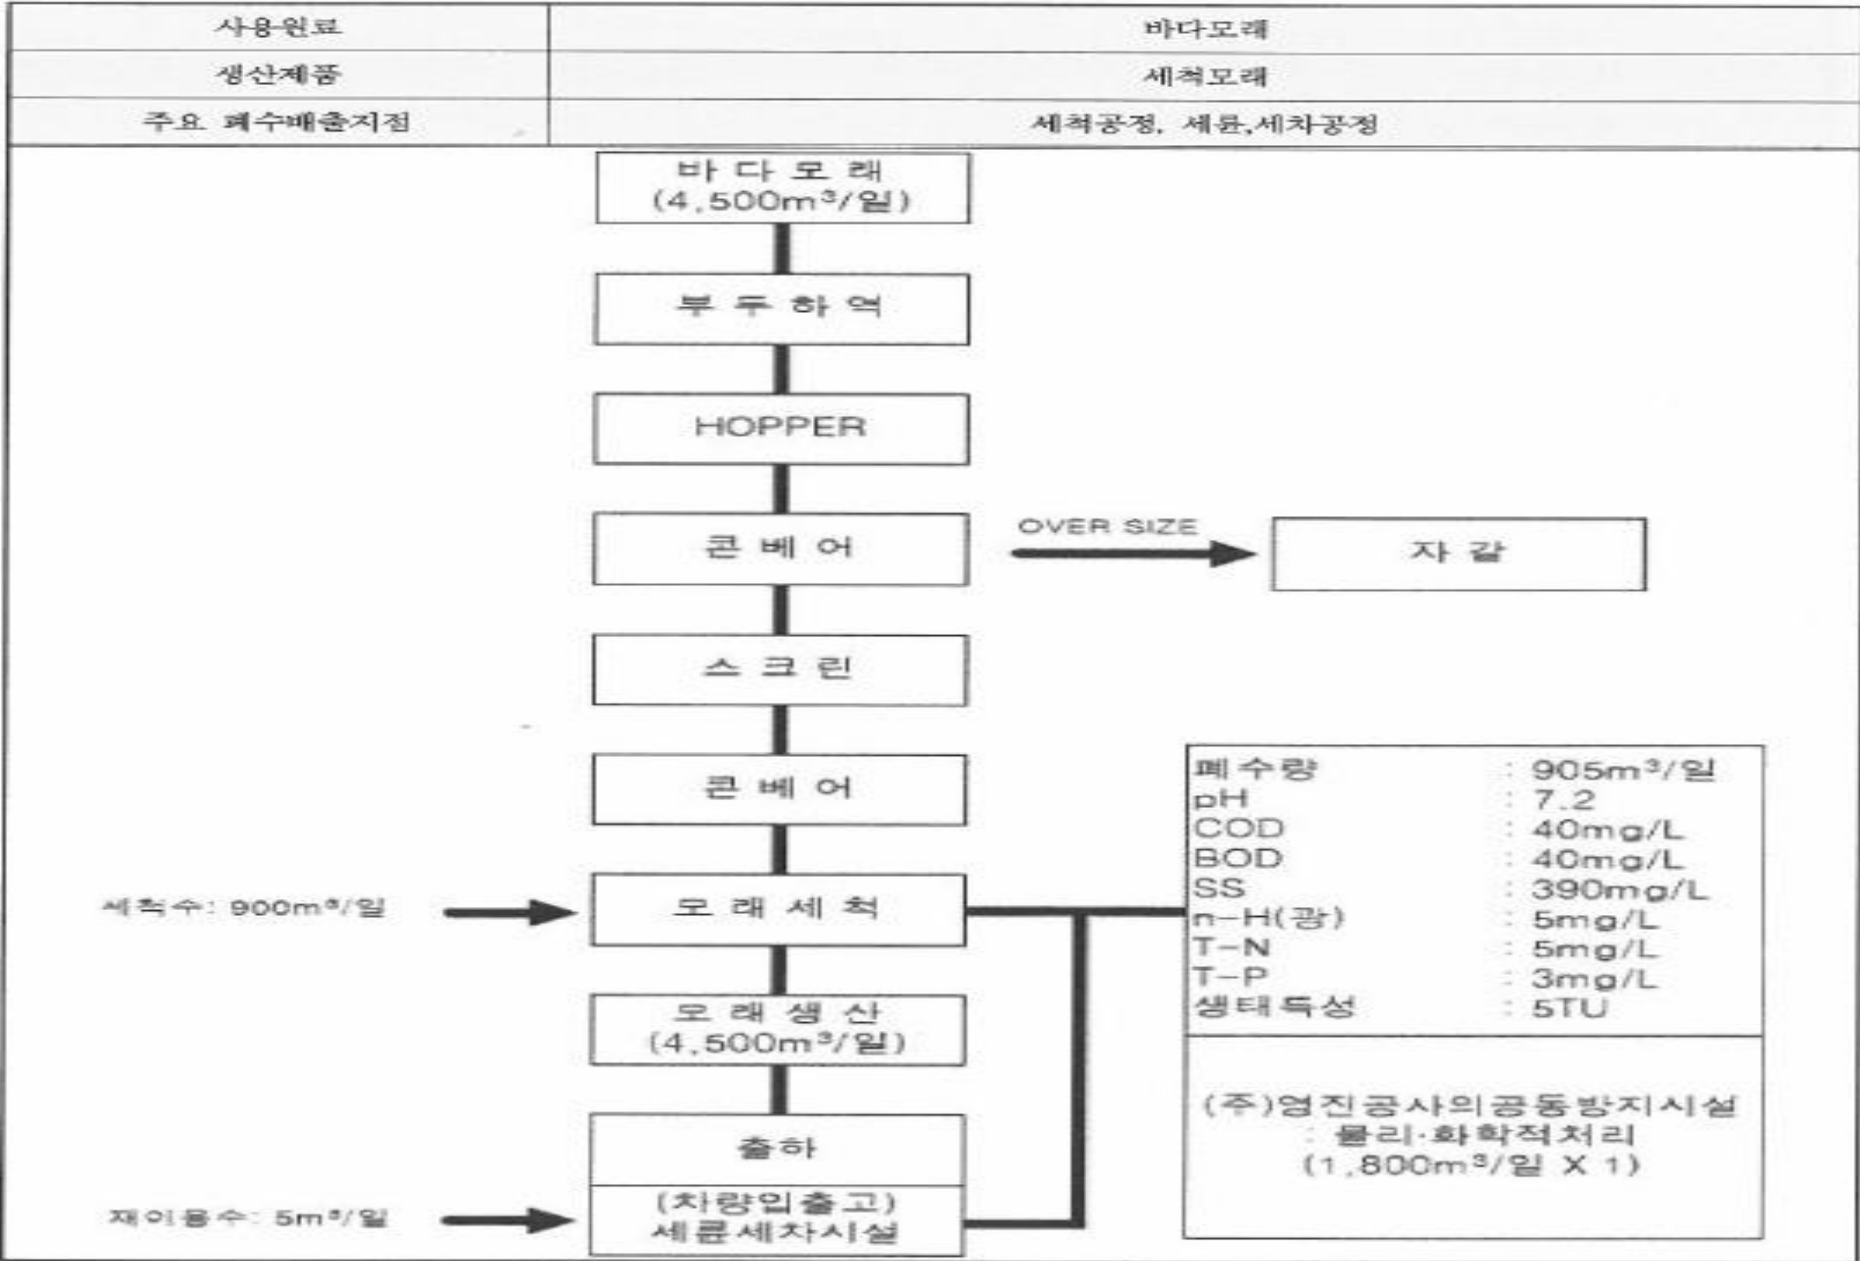 사용원료 바다모래
생산제품 세척모래
주요 폐수배출지점 세척공정, 세륜,세차공정
바다모래
(4,500m³/일)
부두하역
HOPPER
콘베어
OVER SIZE
자갈
스크린
콘베어
세척수: 900m³/일
모래세척
모래생산
(4,500m³/일)
출하
재이용수: 5m³/일
(차량입출고)
세륜세차시설
폐수량 : 905m³/일
pH : 7.2
COD : 40mg/L
BOD : 40mg/L
SS : 390mg/L
n-H(광) : 5mg/L
T-N : 5mg/L
T-P : 3mg/L
생태특성 : 5TU
(주)영진공사의공동방지시설
: 물리·화학적처리
(1,800m³/일 X 1)